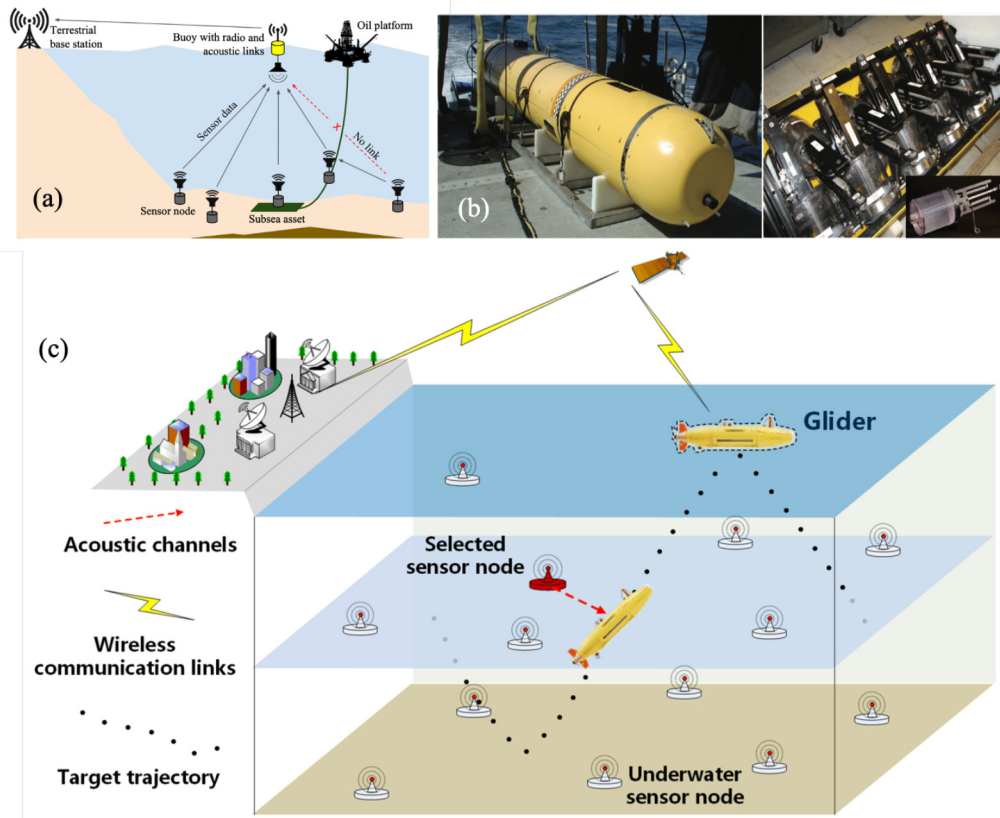 Terrestrial
base station
Buoy with radio and
acoustic links
Oil platform
Sensor data
No link
x
Sensor node
Subsea asset
(a)
(b)
(c)
Glider
Acoustic channels
Selected
sensor node
Wireless
communication links
Target trajectory
Underwater
sensor node